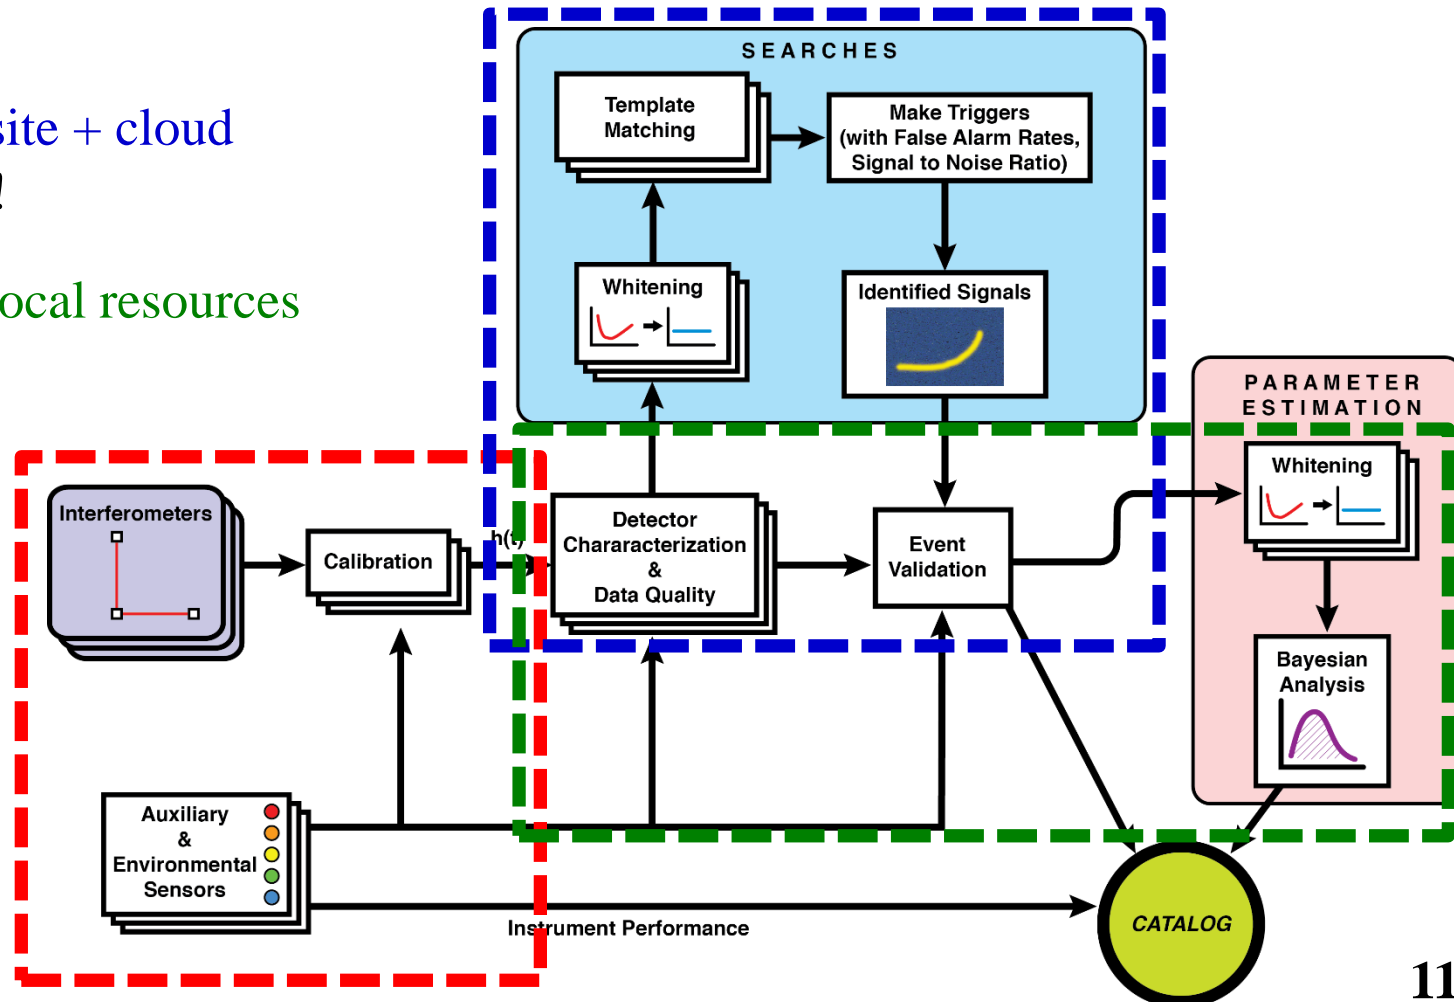 site + cloud
!
ocal resources
SEARCHES
Template
Matching
Make Triggers
(with False Alarm Rates,
Signal to Noise Ratio)
Whitening
Identified Signals
PARAMETER
ESTIMATION
Whitening
Interferometers
Calibration
h(t)
Detector
Chararacterization
&
Data Quality
Event
Validation
Bayesian
Analysis
Auxiliary
&
Environmental
Sensors
Instrument Performance
CATALOG
11